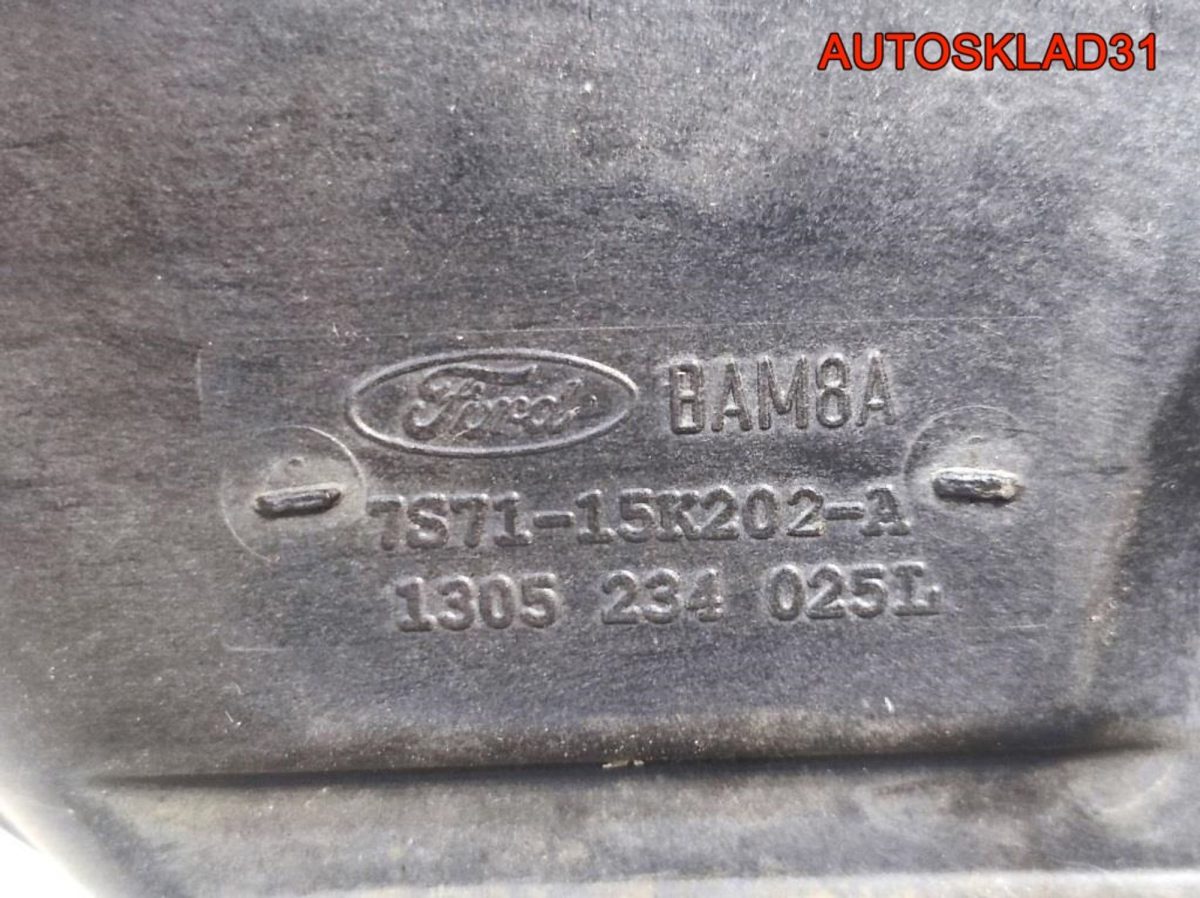 AUTOSKLAD31
Ford BAM8A
7S71-15K202-A
1305 234 025L